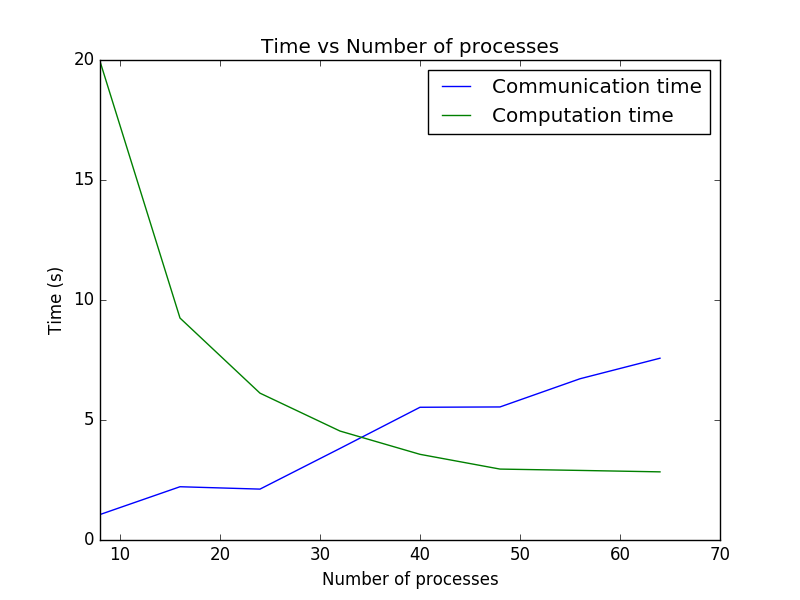 Time vs Number of processes
Communication time
Computation time
20
15
10
5
0
Time (s)
10 20 30 40 50 60 70
Number of processes